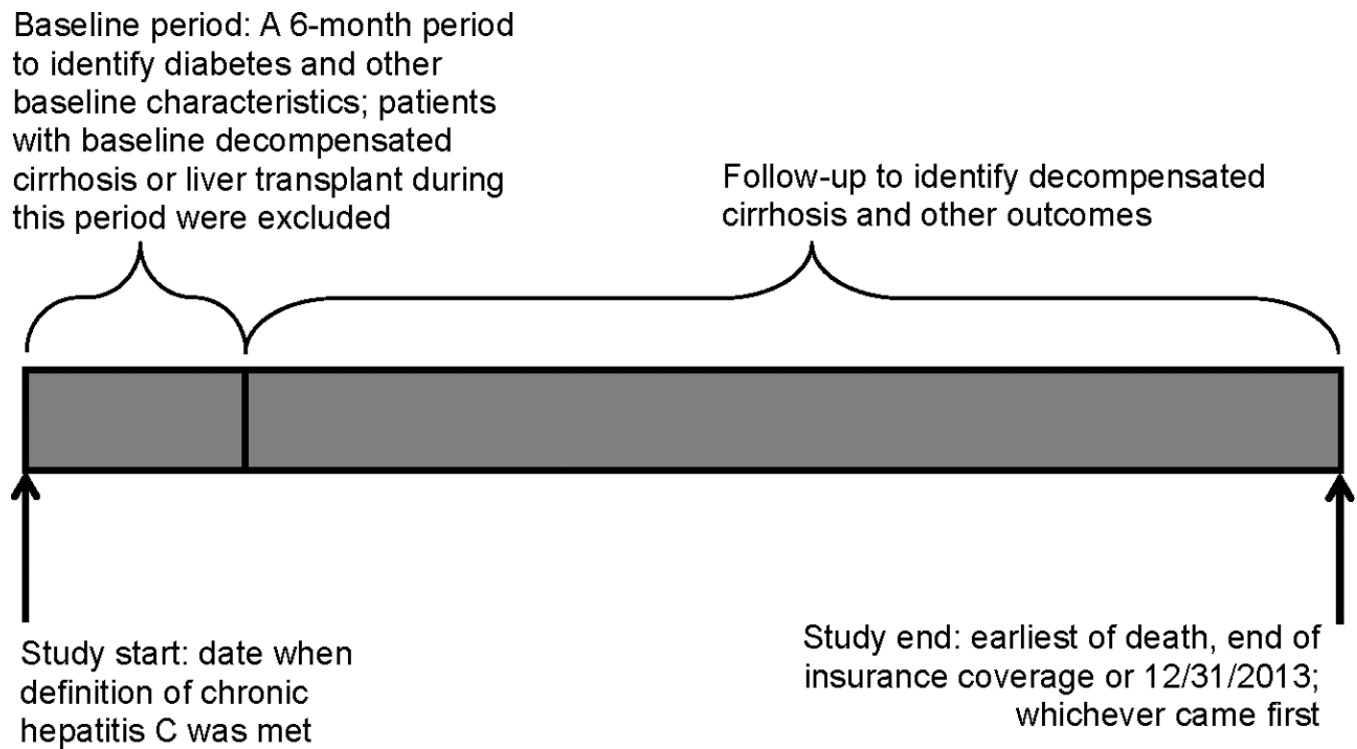 Baseline period: A 6-month period
to identify diabetes and other
baseline characteristics; patients
with baseline decompensated
cirrhosis or liver transplant during
this period were excluded
Follow-up to identify decompensated
cirrhosis and other outcomes
Study start: date when
definition of chronic
hepatitis C was met
Study end: earliest of death, end of
insurance coverage or 12/31/2013;
whichever came first